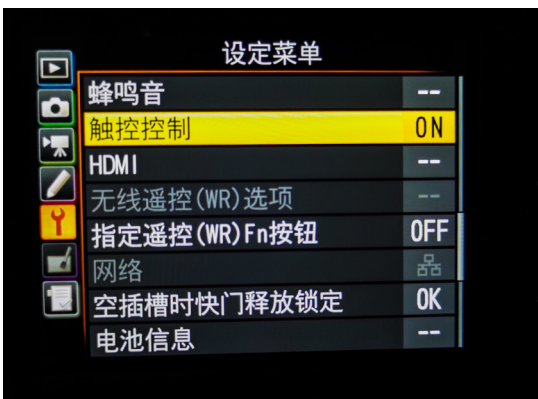 设定菜单
蜂鸣音 --
触控控制 ON
HDMI --
无线遥控(WR)选项 --
指定遥控(WR)Fn按钮 OFF
网络
空插槽时快门释放锁定 OK
电池信息 --